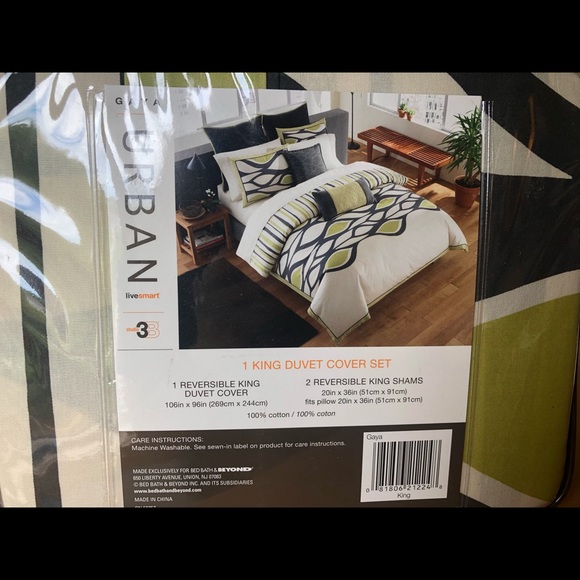 GAYA
URBAN
livesmart
3
1 KING DUVET COVER SET
1 REVERSIBLE KING
DUVET COVER
106in x 96in (269cm x 244cm)
2 REVERSIBLE KING SHAMS
20in x 36in (51cm x 91cm)
fits pillow 20in x 36in (51cm x 91cm)
100% cotton / 100% coton
CARE INSTRUCTIONS:
Machine Washable. See sewn-in label on product for care instructions.
MADE EXCLUSIVELY FOR BED BATH & BEYOND
650 LIBERTY AVENUE, UNION, NJ 07083
© BED BATH & BEYOND INC. AND ITS SUBSIDIARIES
www.bedbathandbeyond.com
MADE IN CHINA
Gaya
0 81806 21224 8
King